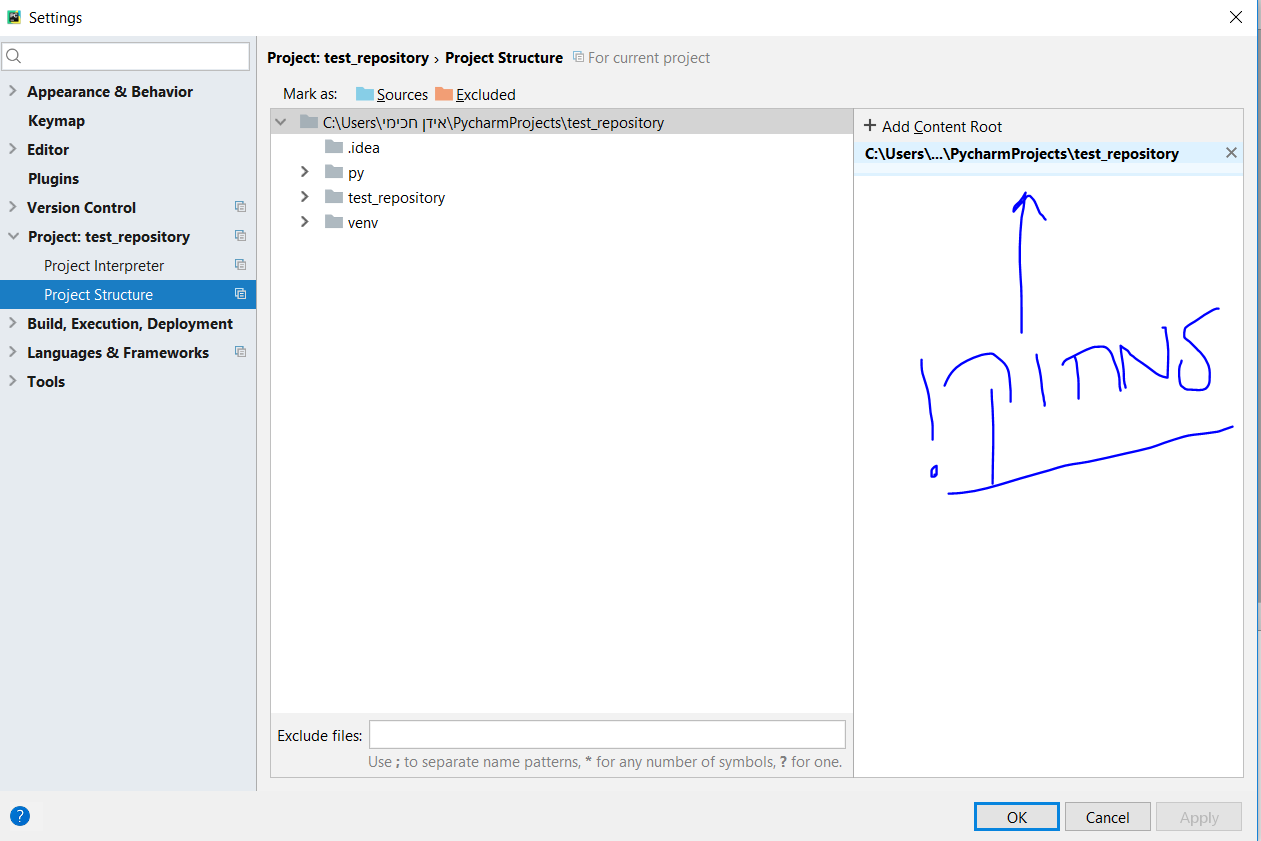 Settings
Project: test_repository › Project Structure For current project
Appearance & Behavior
Keymap
Editor
Plugins
Version Control
Project: test_repository
Project Interpreter
Project Structure
Build, Execution, Deployment
Languages & Frameworks
Tools
Mark as: Sources Excluded
C:\Users\אידן חכימי\PycharmProjects\test_repository
.idea
py
test_repository
venv
+ Add Content Root
C:\Users\...\PycharmProjects\test_repository
למחוק!
Exclude files:
Use ; to separate name patterns, * for any number of symbols, ? for one.
?
OK Cancel Apply